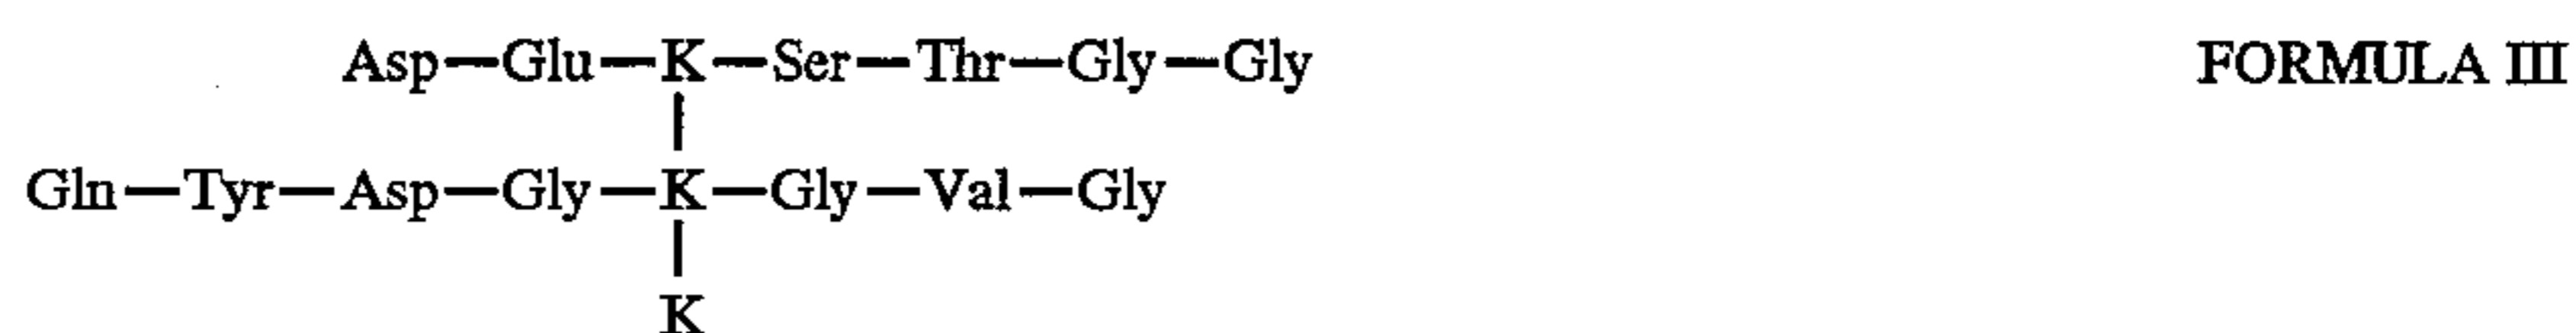 Asp—Glu—K—Ser—Thr—Gly—Gly FORMULA III
Gln—Tyr—Asp—Gly—K—Gly—Val—Gly
K